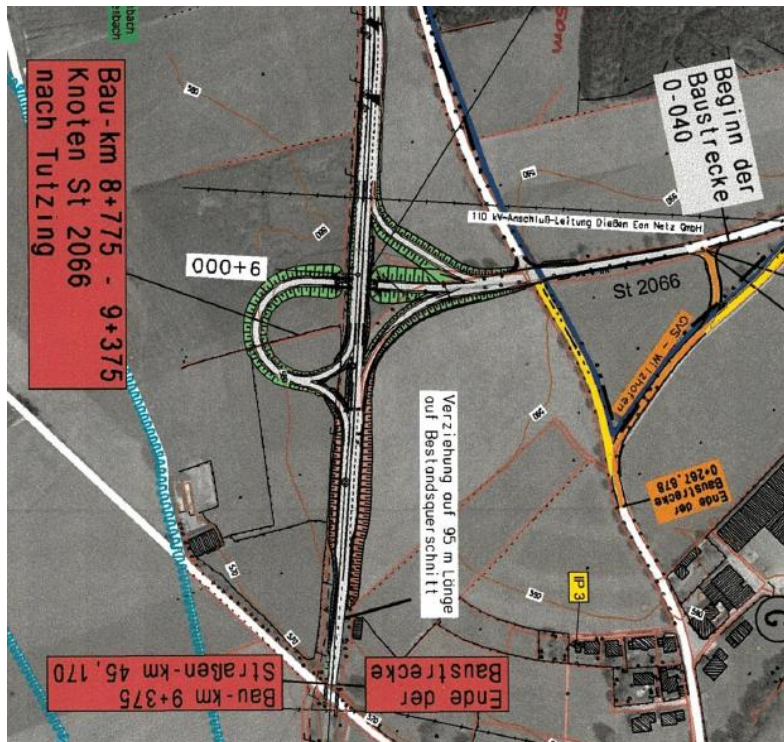 Beginn der
Baustrecke
0-040
110 kV-Anschluß-Leitung Dießen Eon Netz GmbH
Bau-km 8+775 - 9+375
Knoten St 2066
nach Tutzing
9+000
St 2066
GVS - Wilzhofen
Verziehung auf 95 m Länge
auf Bestandsquerschnitt
Ende der
Baustrecke
0+267,678
IP 3
Ende der
Baustrecke
Bau-km 9+375
Straßen-km 45,170